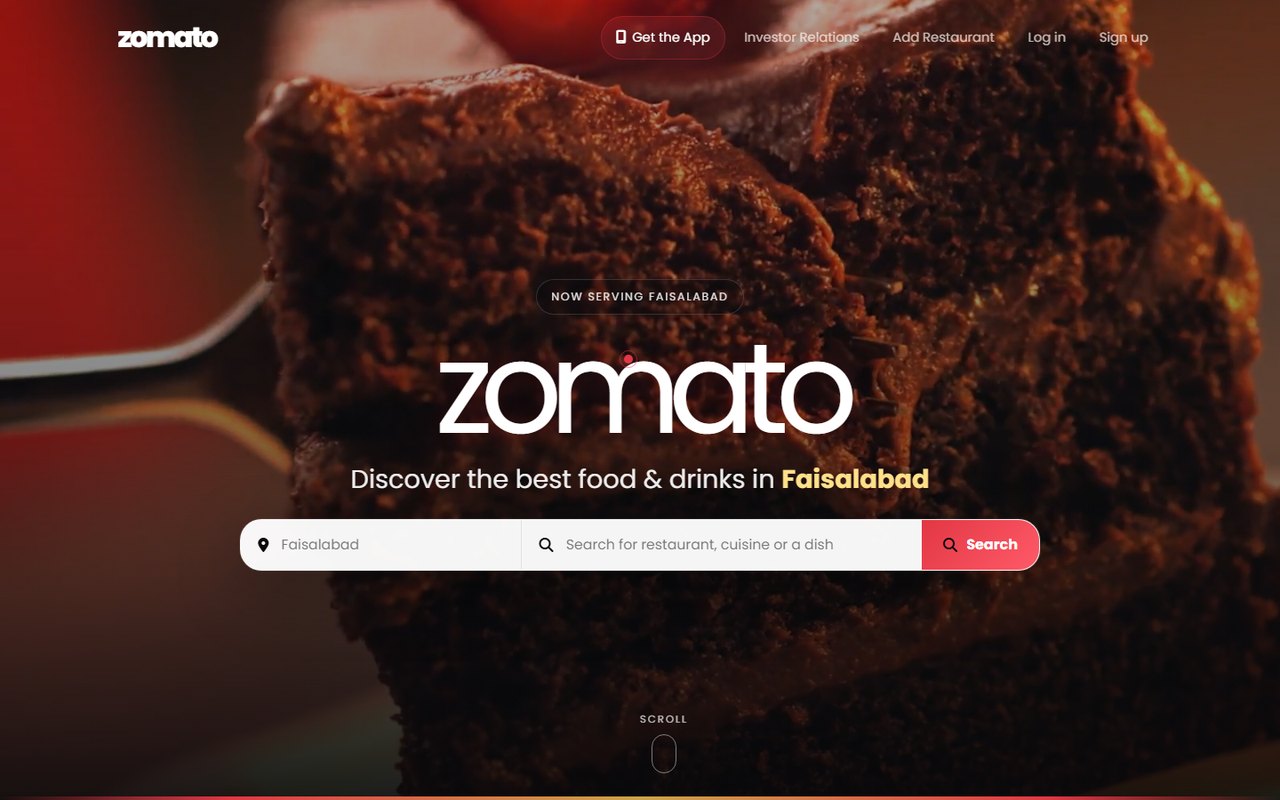 zomato
Get the App
Investor Relations
Add Restaurant
Log in
Sign up
NOW SERVING FAISALABAD
zomato
Discover the best food & drinks in Faisalabad
Faisalabad
Search for restaurant, cuisine or a dish
Search
SCROLL